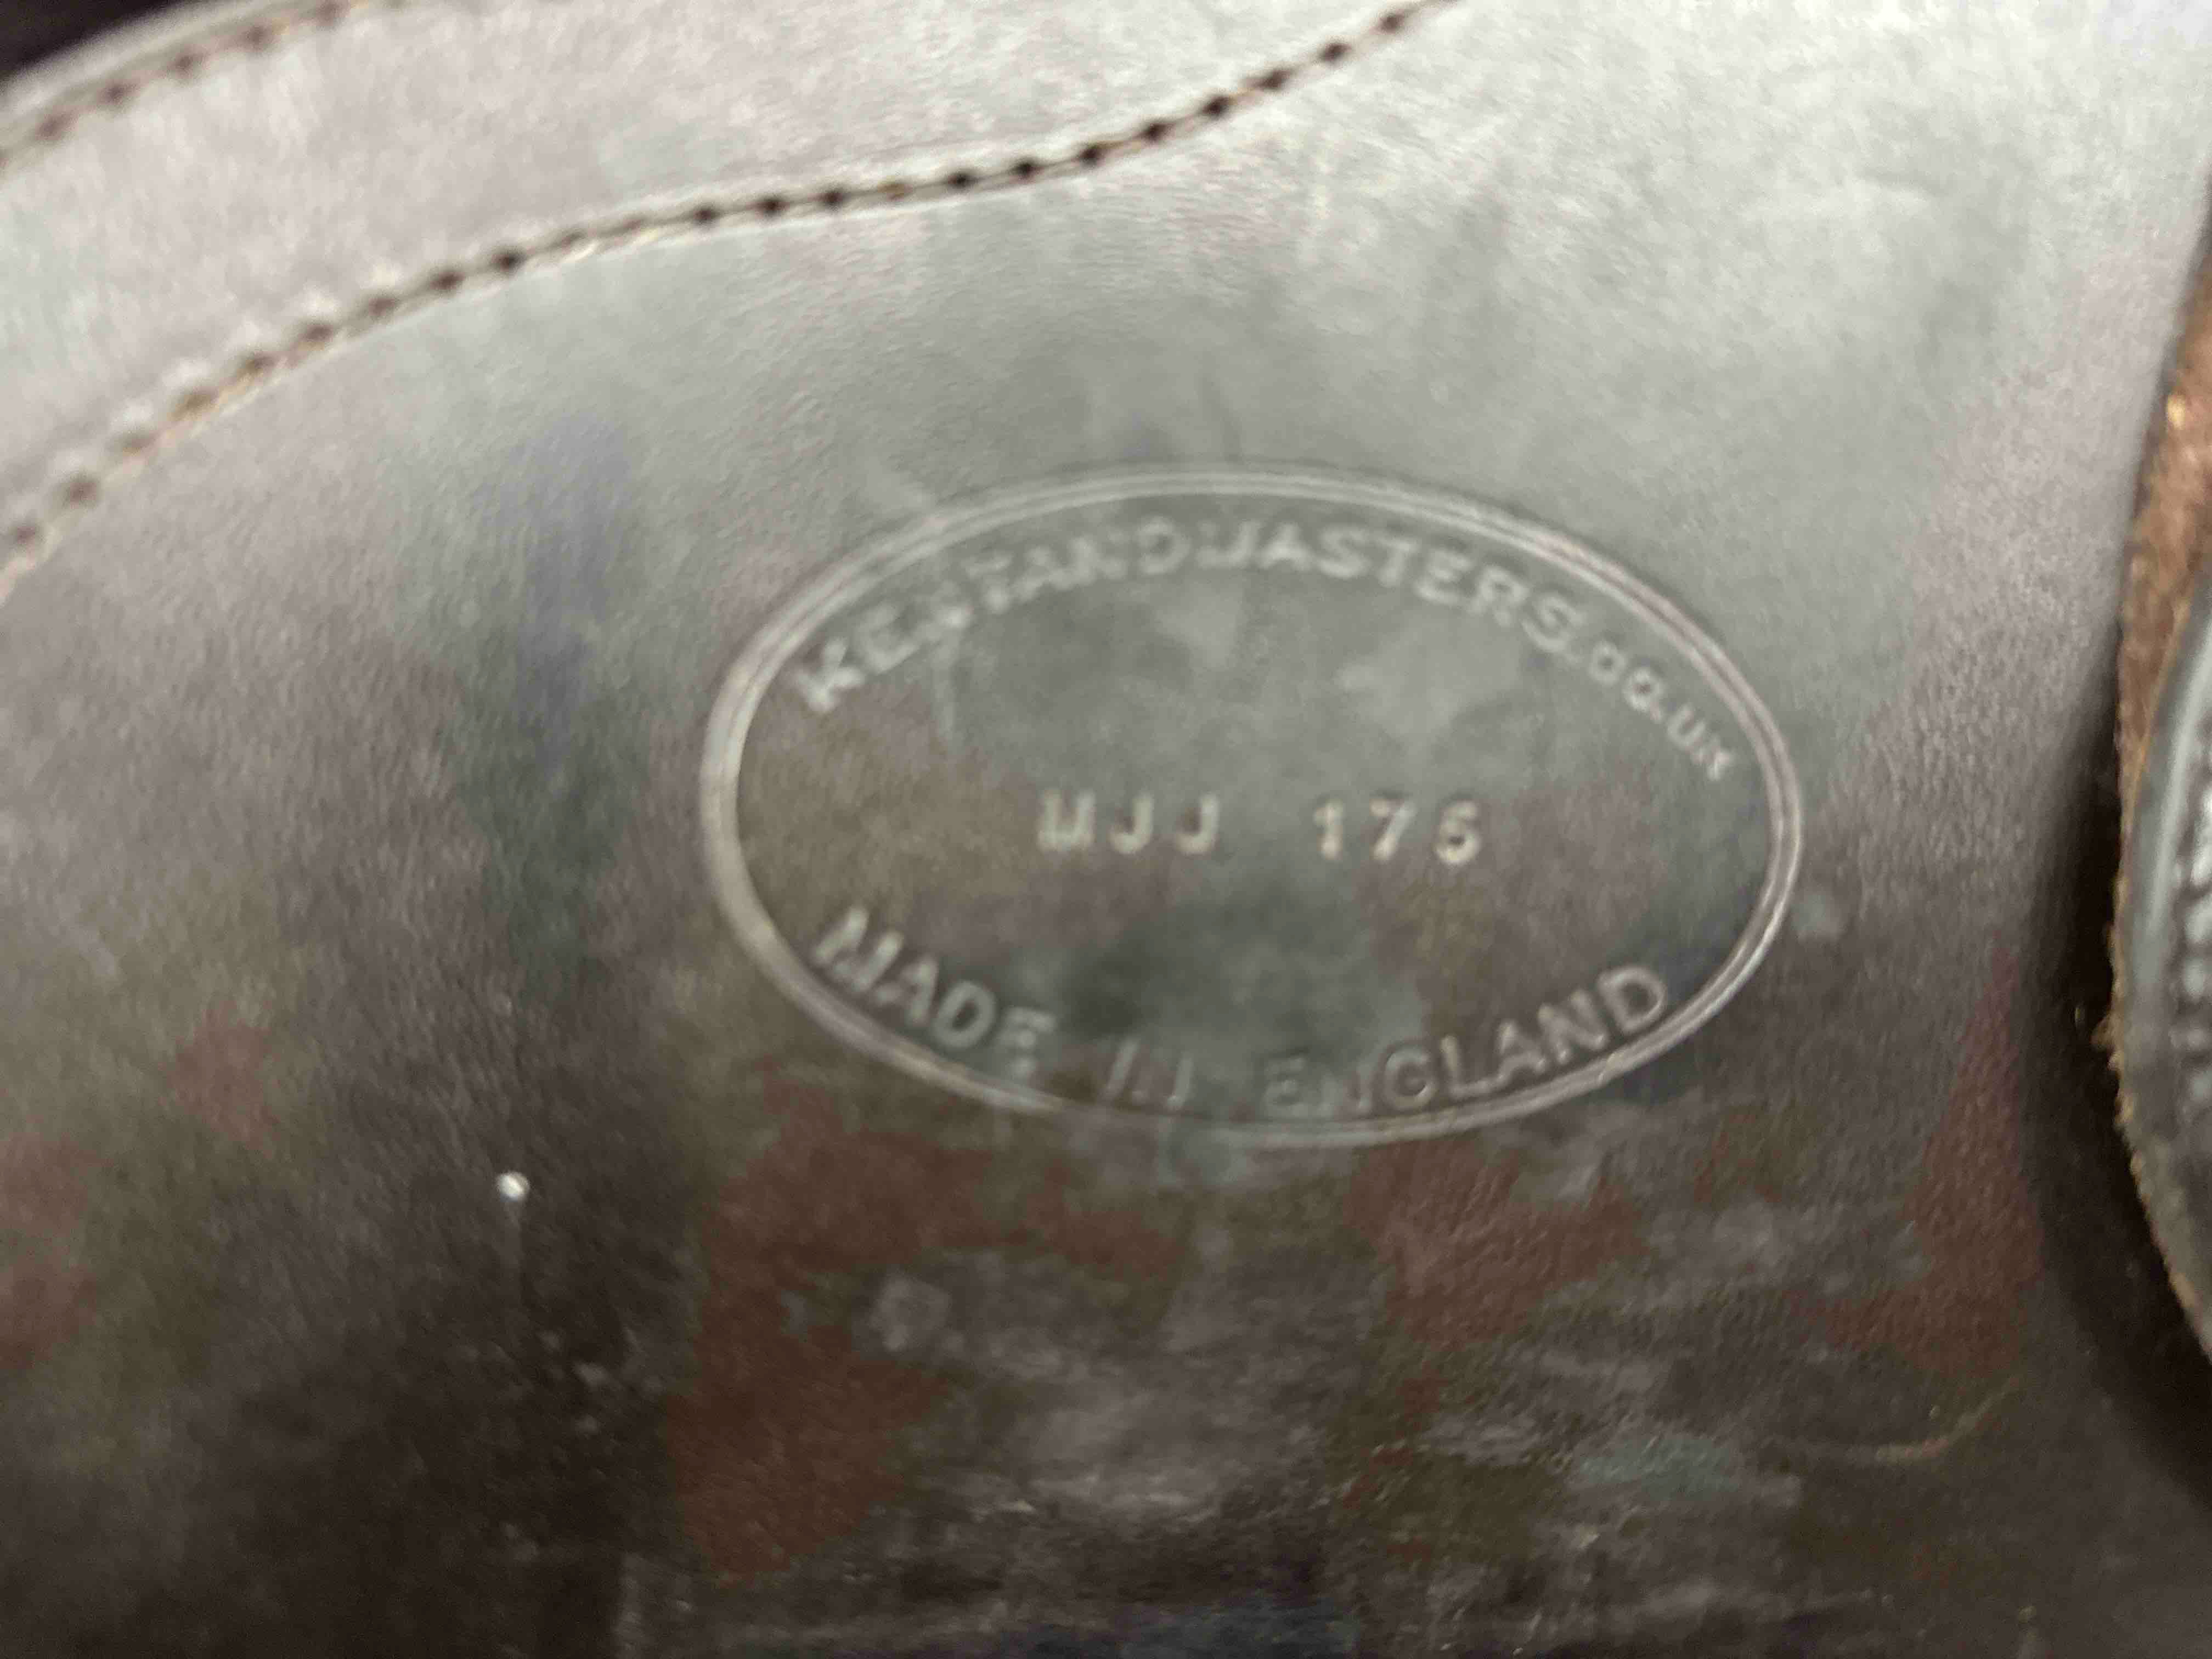 KENTANDMASTERS.CO.UK
MJJ 175
MADE IN ENGLAND